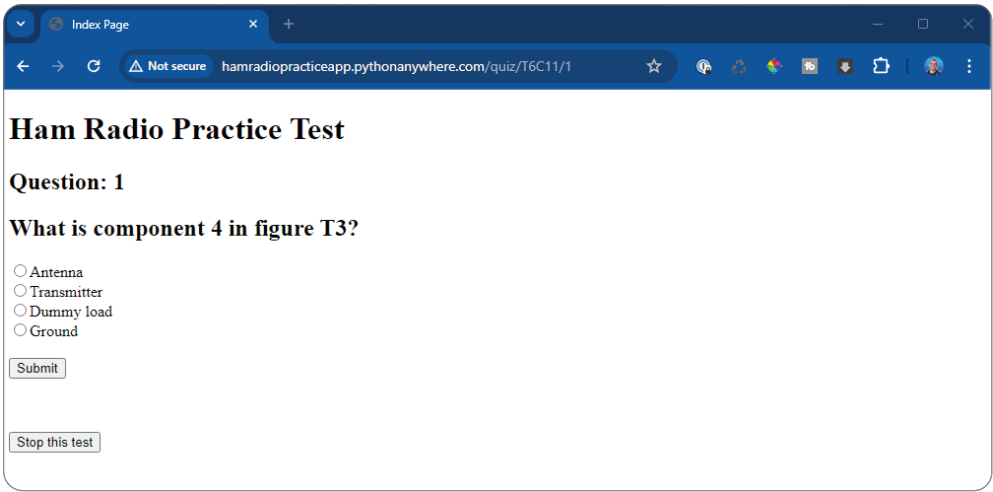 Index Page
Not secure hamradiopracticeapp.pythonanywhere.com/quiz/T6C11/1
Ham Radio Practice Test
Question: 1
What is component 4 in figure T3?
Antenna
Transmitter
Dummy load
Ground
Submit
Stop this test